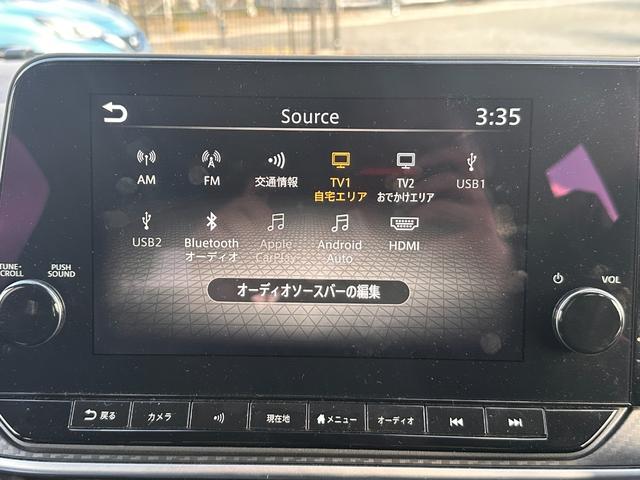 Source
3:35
AM
FM
交通情報
TV1
自宅エリア
TV2
おでかけエリア
USB1
USB2
Bluetooth
オーディオ
Apple
CarPlay
Android
Auto
HDMI
オーディオソースバーの編集
TUNE·
SCROLL
PUSH
SOUND
VOL
戻る
カメラ
現在地
メニュー
オーディオ